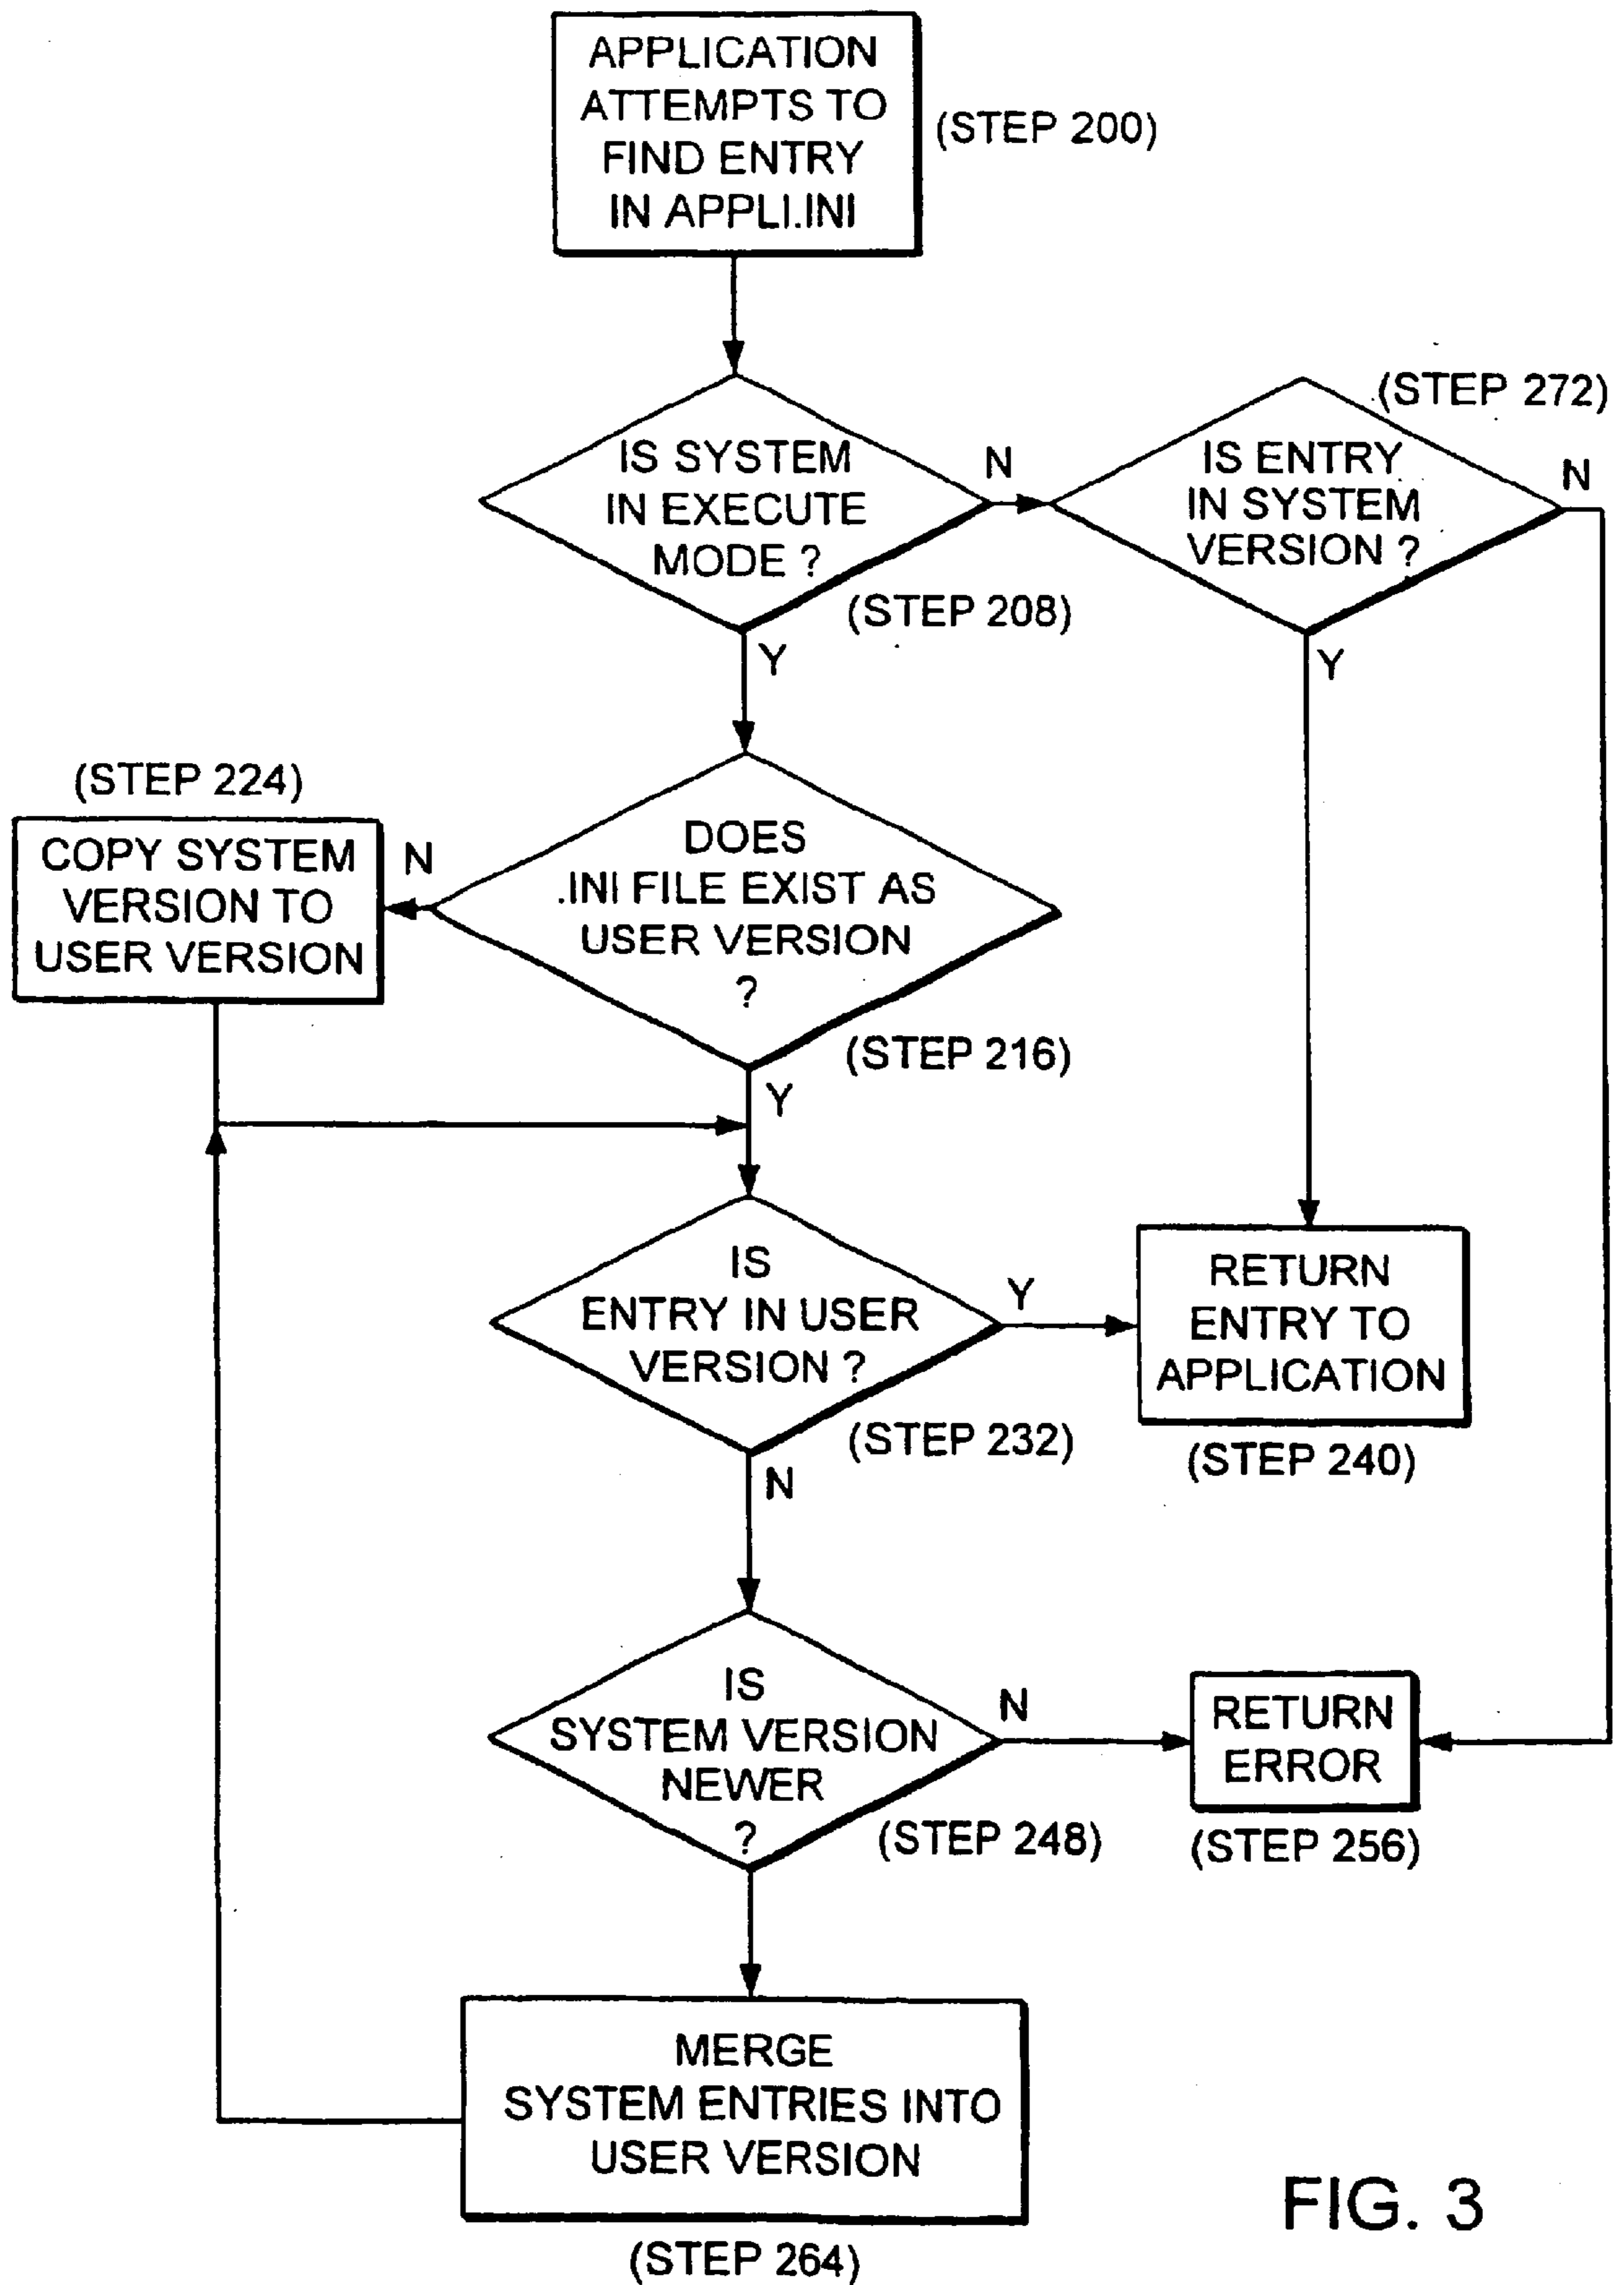 APPLICATION
ATTEMPTS TO
FIND ENTRY
IN APPLI.INI
(STEP 200)
IS SYSTEM
IN EXECUTE
MODE ?
(STEP 208)
N
Y
(STEP 272)
IS ENTRY
IN SYSTEM
VERSION ?
N
Y
(STEP 224)
COPY SYSTEM
VERSION TO
USER VERSION
N
DOES
.INI FILE EXIST AS
USER VERSION
?
(STEP 216)
Y
IS
ENTRY IN USER
VERSION ?
(STEP 232)
Y
N
RETURN
ENTRY TO
APPLICATION
(STEP 240)
IS
SYSTEM VERSION
NEWER
?
(STEP 248)
N
RETURN
ERROR
(STEP 256)
MERGE
SYSTEM ENTRIES INTO
USER VERSION
(STEP 264)
FIG. 3